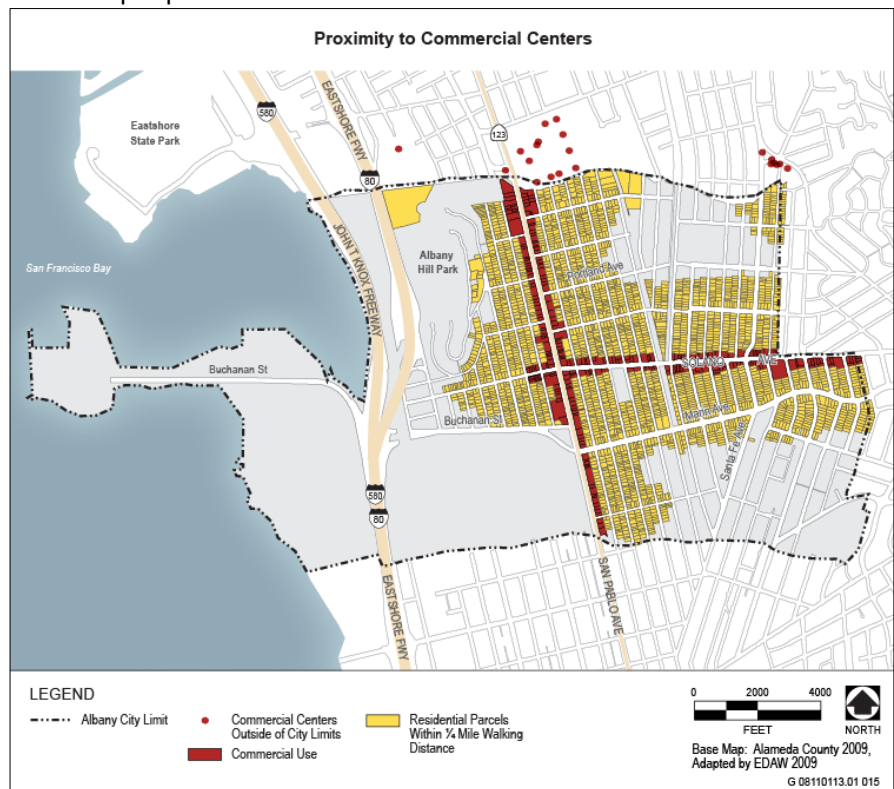 Proximity to Commercial Centers
Eastshore
State Park
580
EASTSHORE FWY
80
123
JOHN T KNOX FREEWAY
Albany
Hill Park
Portland Ave
San Francisco Bay
Buchanan St
SOLANO AVE
Buchanan St
Marin Ave
Santa Fe Ave
580
80
EASTSHORE FWY
SAN PABLO AVE
LEGEND
Albany City Limit
Commercial Centers
Outside of City Limits
Commercial Use
Residential Parcels
Within ¼ Mile Walking
Distance
0 2000 4000
FEET
NORTH
Base Map: Alameda County 2009,
Adapted by EDAW 2009
G 08110113.01 015